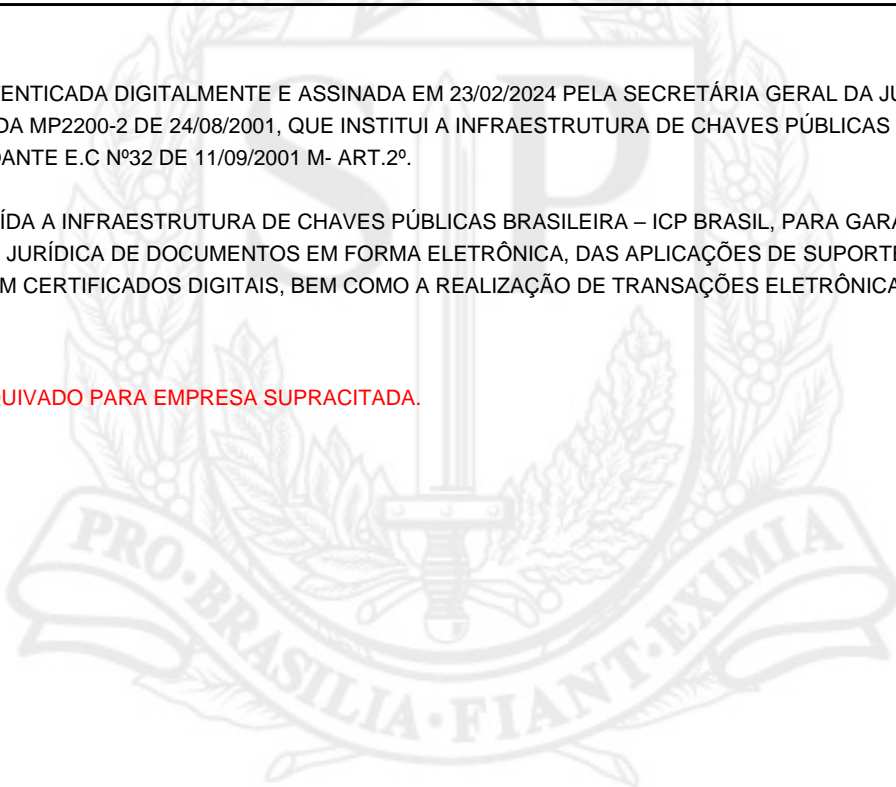 ENTICADA DIGITALMENTE E ASSINADA EM 23/02/2024 PELA SECRETÁRIA GERAL DA JU
DA MP2200-2 DE 24/08/2001, QUE INSTITUI A INFRAESTRUTURA DE CHAVES PÚBLICAS
DANTE E.C Nº32 DE 11/09/2001 M- ART.2º.
ÍDA A INFRAESTRUTURA DE CHAVES PÚBLICAS BRASILEIRA – ICP BRASIL, PARA GARA
JURÍDICA DE DOCUMENTOS EM FORMA ELETRÔNICA, DAS APLICAÇÕES DE SUPORTE
M CERTIFICADOS DIGITAIS, BEM COMO A REALIZAÇÃO DE TRANSAÇÕES ELETRÔNICA
UIVADO PARA EMPRESA SUPRACITADA.
SP
PRO·BRASILIA·FIANT·EXIMIA